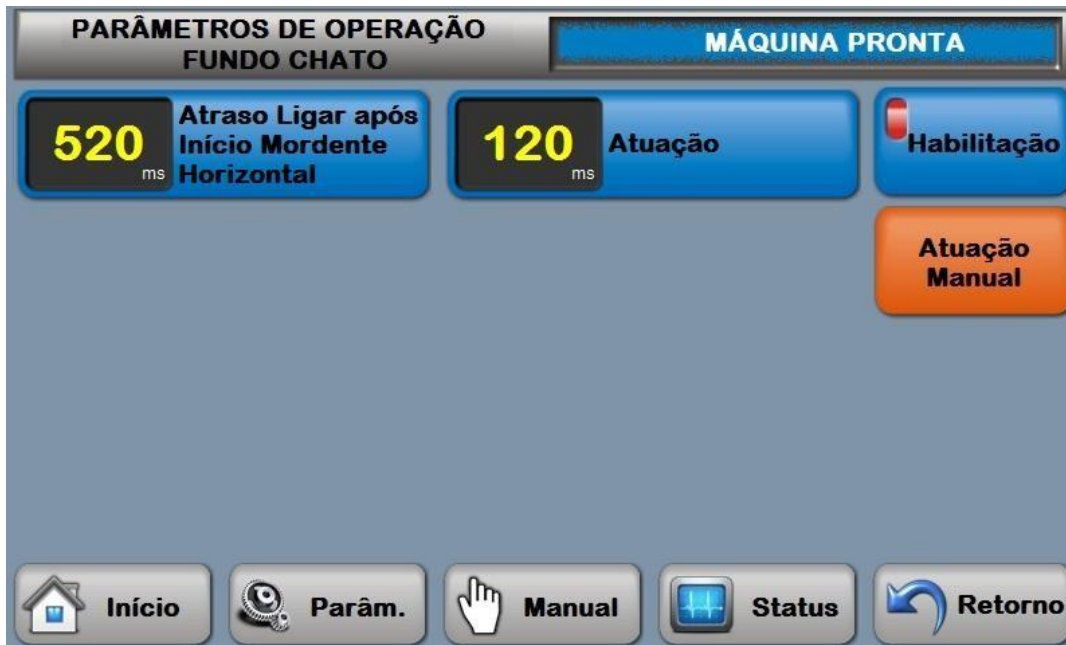 PARÂMETROS DE OPERAÇÃO
FUNDO CHATO
MÁQUINA PRONTA
520
ms
Atraso Ligar após
Início Mordente
Horizontal
120
ms
Atuação
Habilitação
Atuação
Manual
Início
Parâm.
Manual
Status
Retorno